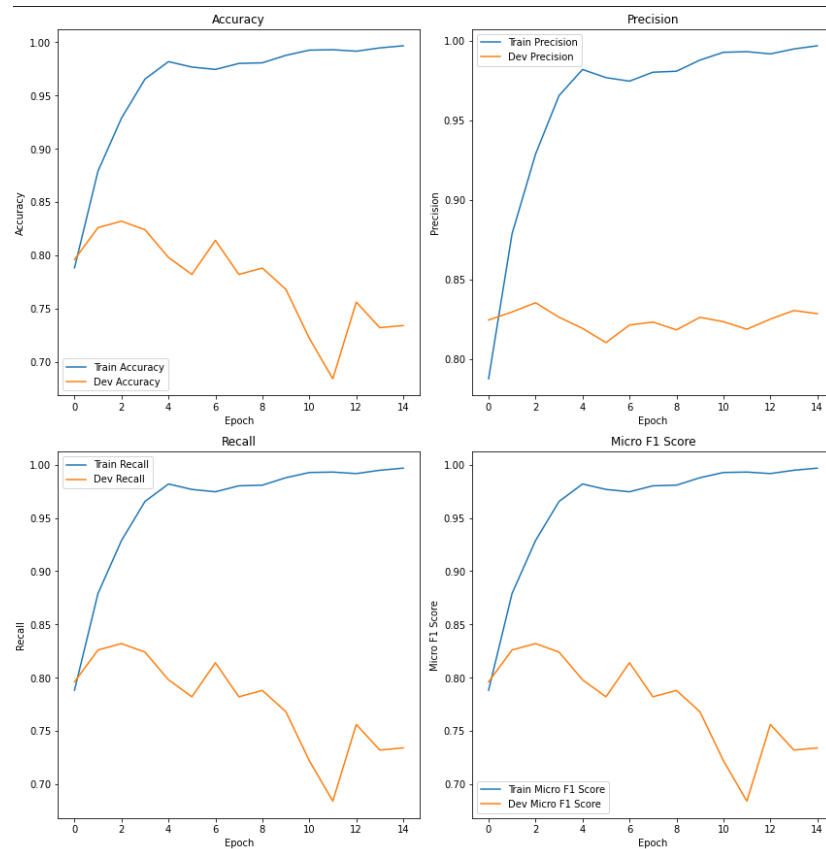 Accuracy
1.00
0.95
0.90
0.85
0.80
0.75
0.70
Accuracy
Train Accuracy
Dev Accuracy
0 2 4 6 8 10 12 14
Epoch
Precision
1.00
0.95
0.90
0.85
0.80
Precision
Train Precision
Dev Precision
0 2 4 6 8 10 12 14
Epoch
Recall
1.00
0.95
0.90
0.85
0.80
0.75
0.70
Recall
Train Recall
Dev Recall
0 2 4 6 8 10 12 14
Epoch
Micro F1 Score
1.00
0.95
0.90
0.85
0.80
0.75
0.70
Micro F1 Score
Train Micro F1 Score
Dev Micro F1 Score
0 2 4 6 8 10 12 14
Epoch